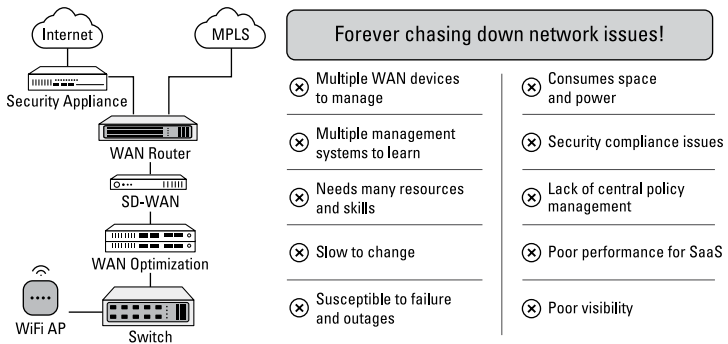 Internet
MPLS
Security Appliance
WAN Router
SD-WAN
WAN Optimization
WiFi AP
Switch
Forever chasing down network issues!
Multiple WAN devices
to manage
Multiple management
systems to learn
Needs many resources
and skills
Slow to change
Susceptible to failure
and outages
Consumes space
and power
Security compliance issues
Lack of central policy
management
Poor performance for SaaS
Poor visibility